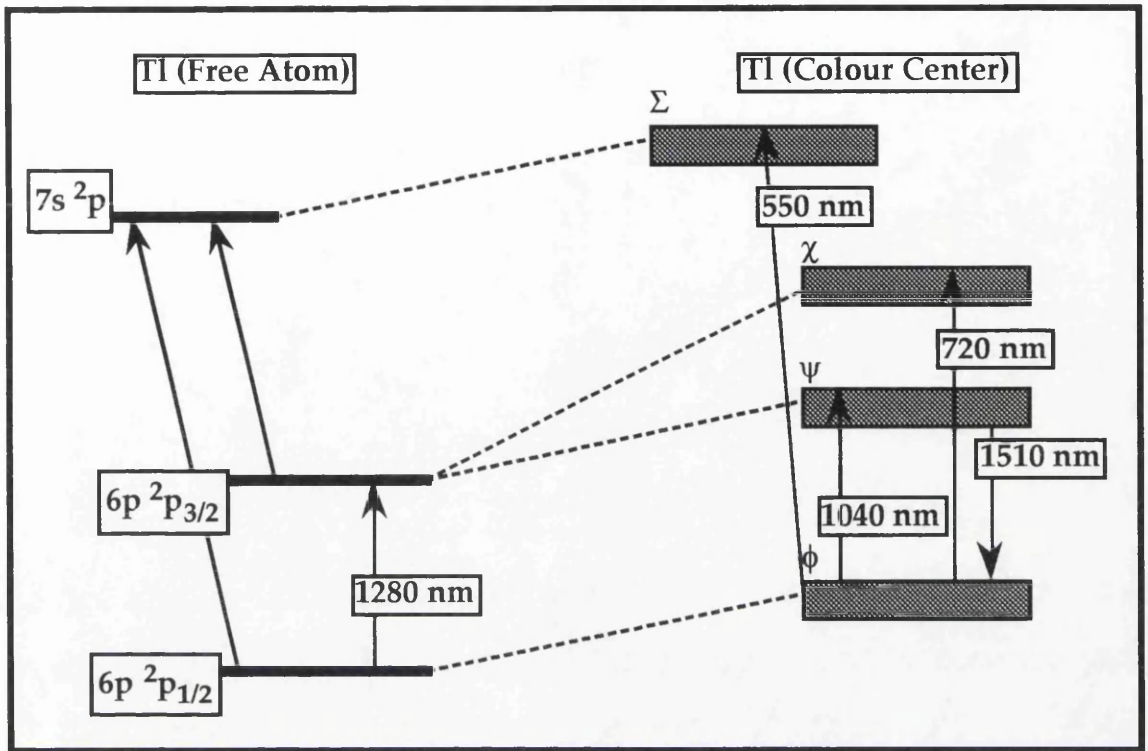 Tl (Free Atom)
Tl (Colour Center)
Σ
7s ²p
550 nm
χ
720 nm
ψ
1510 nm
6p ²p3/2
1040 nm
ϕ
1280 nm
6p ²p1/2